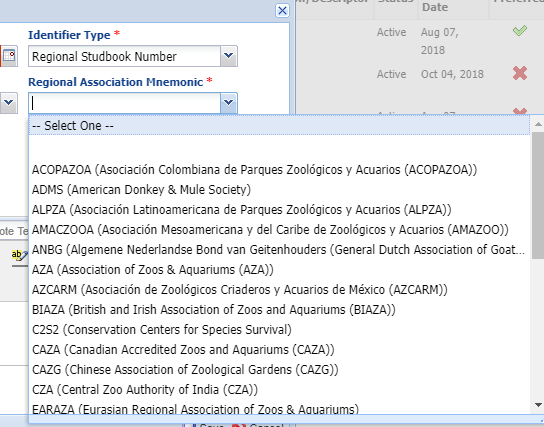 m, Descriptor
Status
Date
Preferred
Identifier Type *
Regional Studbook Number
Active
Aug 07,
2018
Regional Association Mnemonic *
Active
Oct 04, 2018
Active
Aug 07,
-- Select One --
ACOPAZOA (Asociación Colombiana de Parques Zoológicos y Acuarios (ACOPAZOA))
ADMS (American Donkey & Mule Society)
ALPZA (Asociación Latinoamericana de Parques Zoológicos y Acuarios (ALPZA))
AMACZOOA (Asociación Mesoamericana y del Caribe de Zoológicos y Acuarios (AMAZOO))
ote Te
ANBG (Algemene Nederlandse Bond van Geitenhouders (General Dutch Association of Goat...
ab
AZA (Association of Zoos & Aquariums (AZA))
AZCARM (Asociación de Zoológicos Criaderos y Acuarios de México (AZCARM))
BIAZA (British and Irish Association of Zoos and Aquariums (BIAZA))
C2S2 (Conservation Centers for Species Survival)
CAZA (Canadian Accredited Zoos and Aquariums (CAZA))
CAZG (Chinese Association of Zoological Gardens (CAZG))
CZA (Central Zoo Authority of India (CZA))
EARAZA (Eurasian Regional Association of Zoos & Aquariums)
Save Cancel